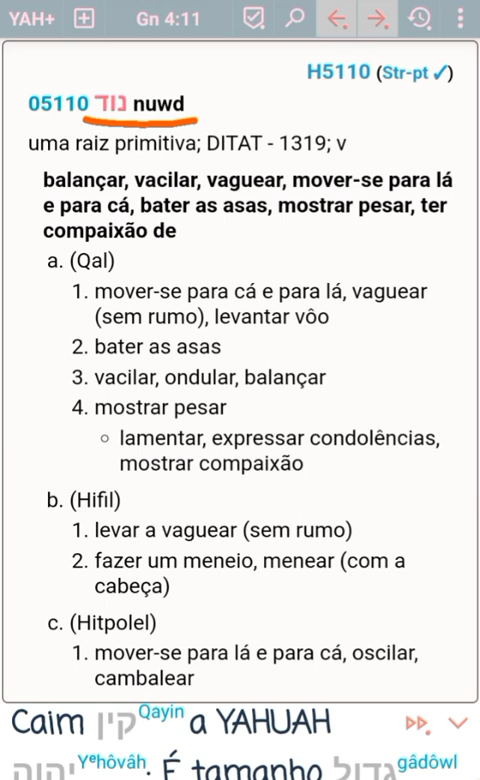 YAH+ Gn 4:11
H5110 (Str-pt ✓)
05110 נוד nuwd
uma raiz primitiva; DITAT - 1319; v
balançar, vacilar, vaguear, mover-se para lá
e para cá, bater as asas, mostrar pesar, ter
compaixão de
a. (Qal)
1. mover-se para cá e para lá, vaguear
(sem rumo), levantar vôo
2. bater as asas
3. vacilar, ondular, balançar
4. mostrar pesar
○ lamentar, expressar condolências,
mostrar compaixão
b. (Hifil)
1. levar a vaguear (sem rumo)
2. fazer um meneio, menear (com a
cabeça)
c. (Hitpolel)
1. mover-se para lá e para cá, oscilar,
cambalear
Caim קין Qayin a YAHUAH
יהוה Yᵉhôvâh. É tamanho גדול gâdôwl